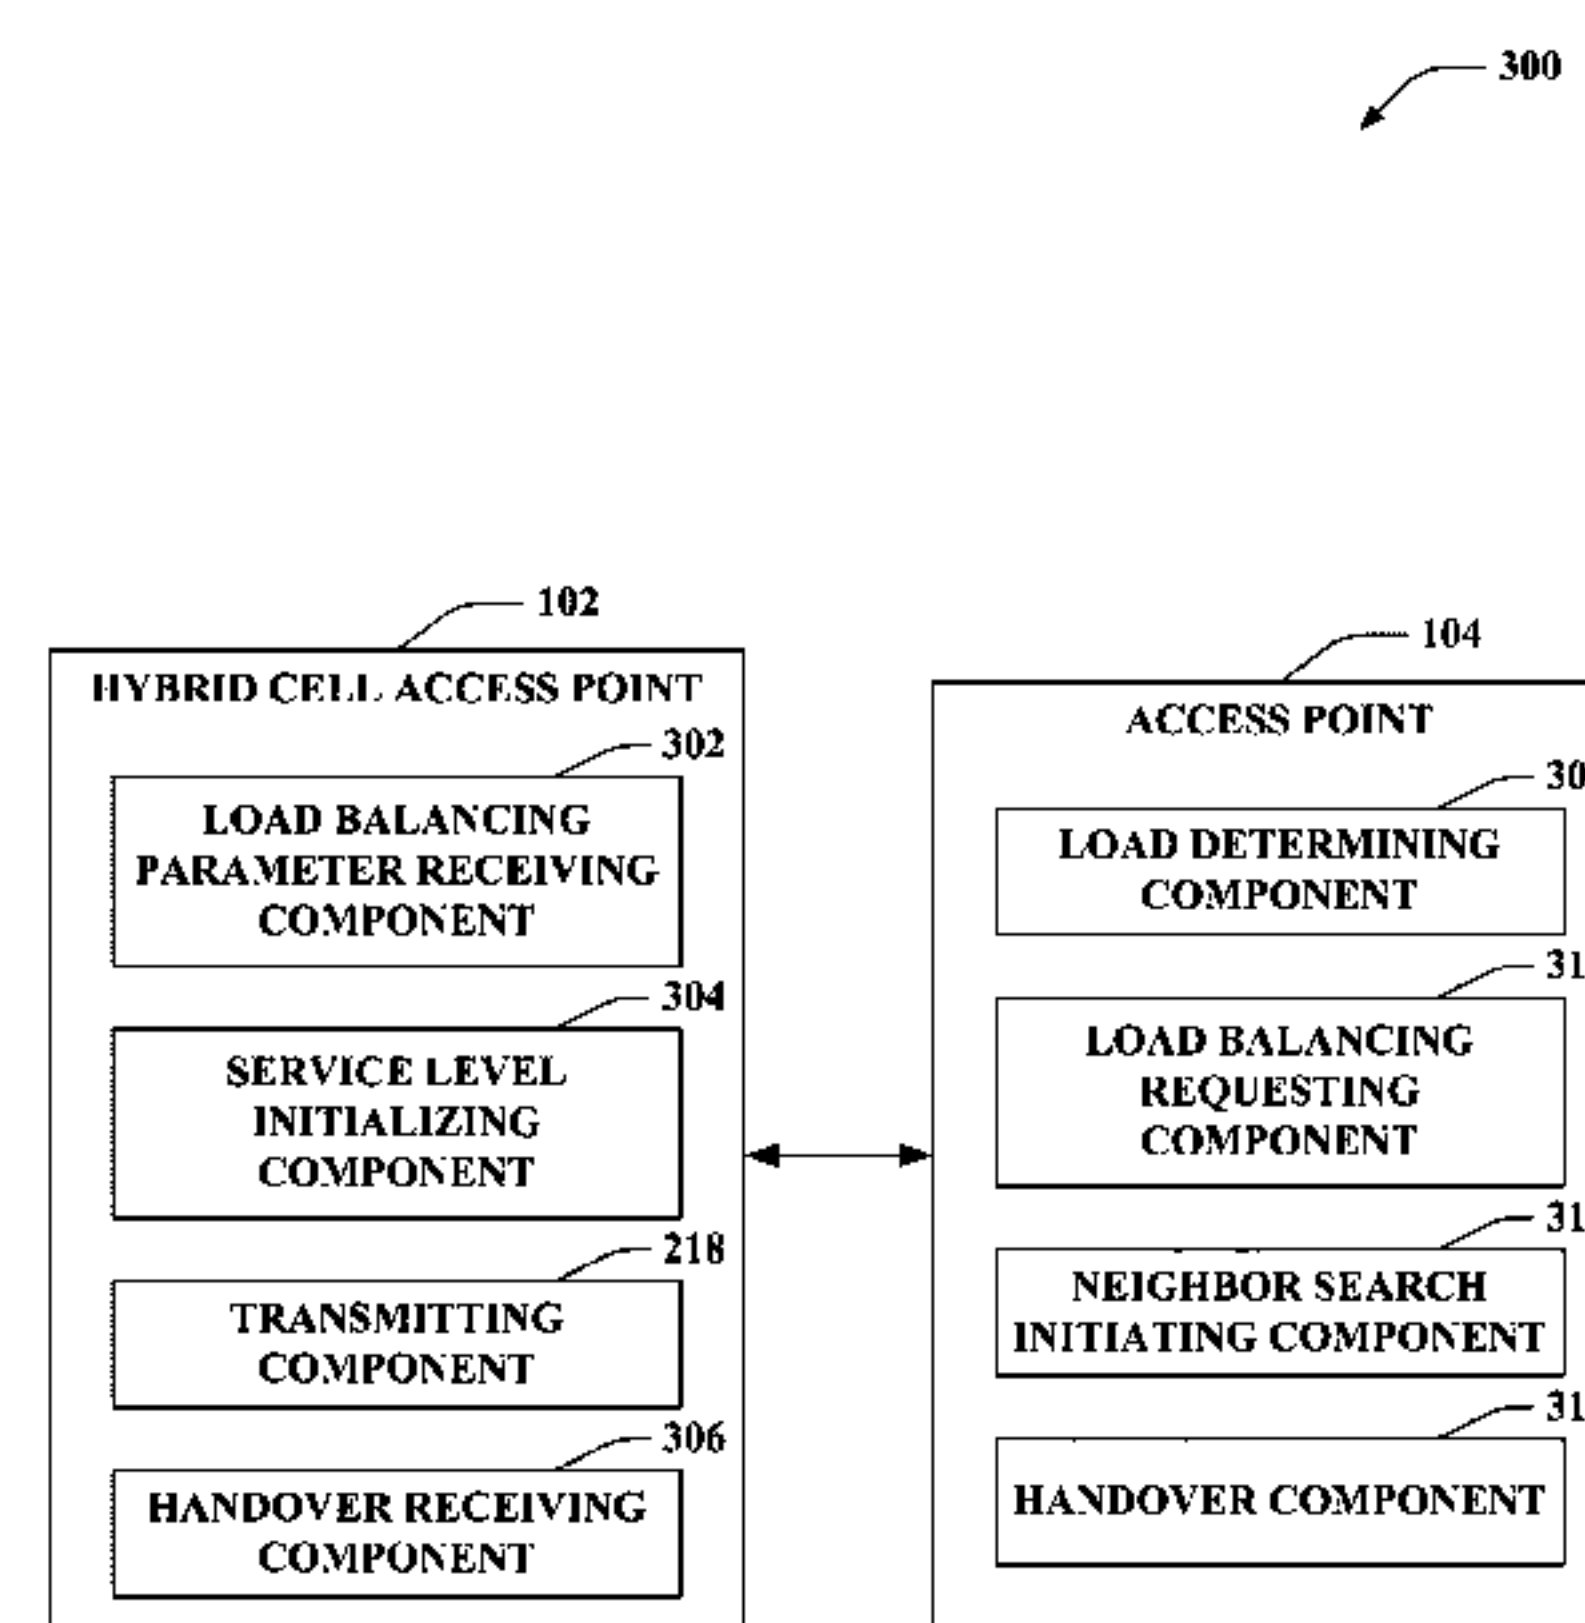 300
102
HYBRID CELL ACCESS POINT
302
LOAD BALANCING
PARAMETER RECEIVING
COMPONENT
304
SERVICE LEVEL
INITIALIZING
COMPONENT
218
TRANSMITTING
COMPONENT
306
HANDOVER RECEIVING
COMPONENT
104
ACCESS POINT
LOAD DETERMINING
COMPONENT
LOAD BALANCING
REQUESTING
COMPONENT
NEIGHBOR SEARCH
INITIATING COMPONENT
HANDOVER COMPONENT